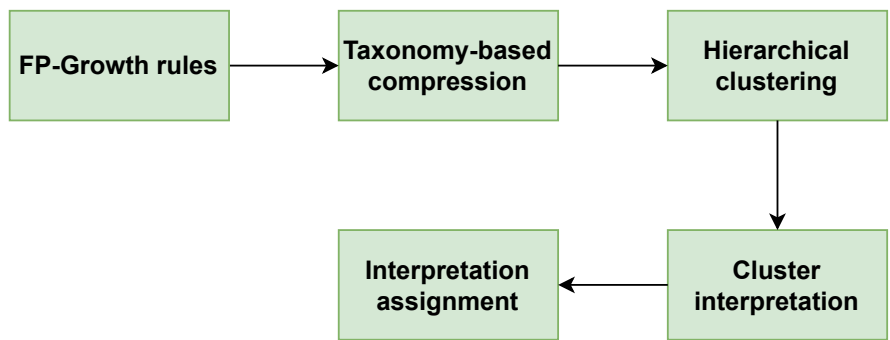 FP-Growth rules
Taxonomy-based
compression
Hierarchical
clustering
Interpretation
assignment
Cluster
interpretation